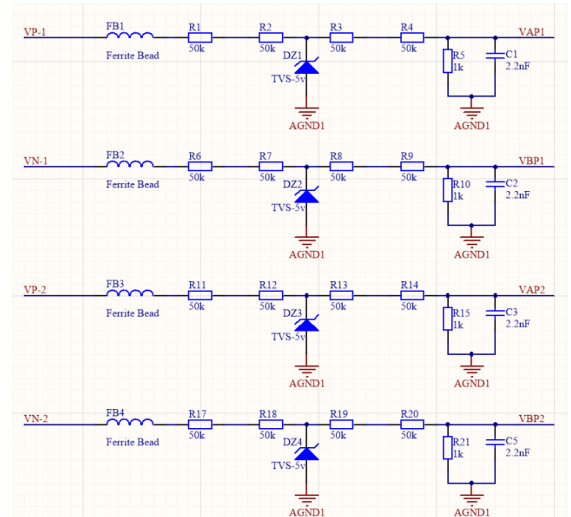 FB1 R1 R2 R3 R4
VP-1 VAP1
Ferrite Bead 50k 50k 50k 50k
DZ1 R5 C1
1k 2.2nF
TVS-5v
AGND1 AGND1
FB2 R6 R7 R8 R9
VN-1 VBP1
Ferrite Bead 50k 50k 50k 50k
DZ2 R10 C2
1k 2.2nF
TVS-5v
AGND1 AGND1
FB3 R11 R12 R13 R14
VP-2 VAP2
Ferrite Bead 50k 50k 50k 50k
DZ3 R15 C3
1k 2.2nF
TVS-5v
AGND1 AGND1
FB4 R17 R18 R19 R20
VN-2 VBP2
Ferrite Bead 50k 50k 50k 50k
DZ4 R21 C5
1k 2.2nF
TVS-5v
AGND1 AGND1